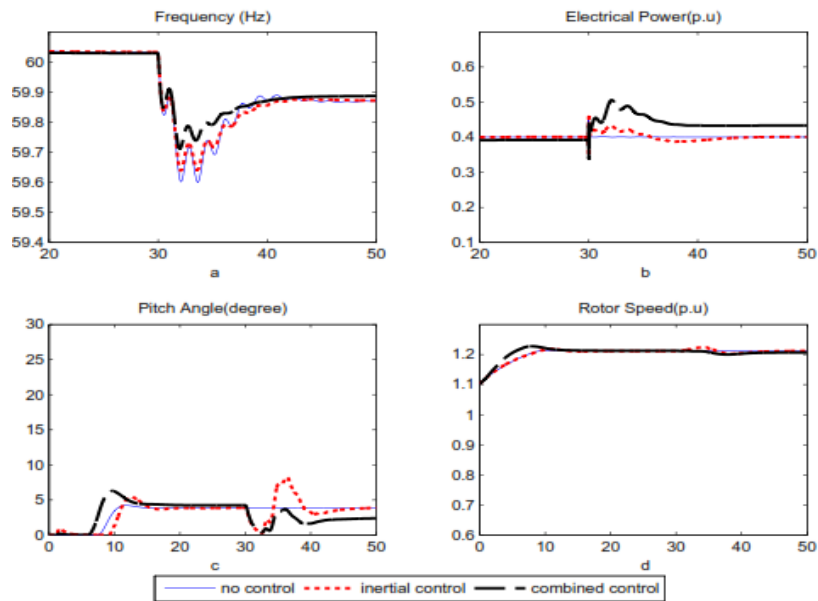 Frequency (Hz)
60
59.9
59.8
59.7
59.6
59.5
59.4
20 30 40 50
a
Electrical Power(p.u)
0.6
0.5
0.4
0.3
0.2
0.1
20 30 40 50
b
Pitch Angle(degree)
30
25
20
15
10
5
0
0 10 20 30 40 50
c
Rotor Speed(p.u)
1.2
1.1
1
0.9
0.8
0.7
0.6
0 10 20 30 40 50
d
no control inertial control combined control